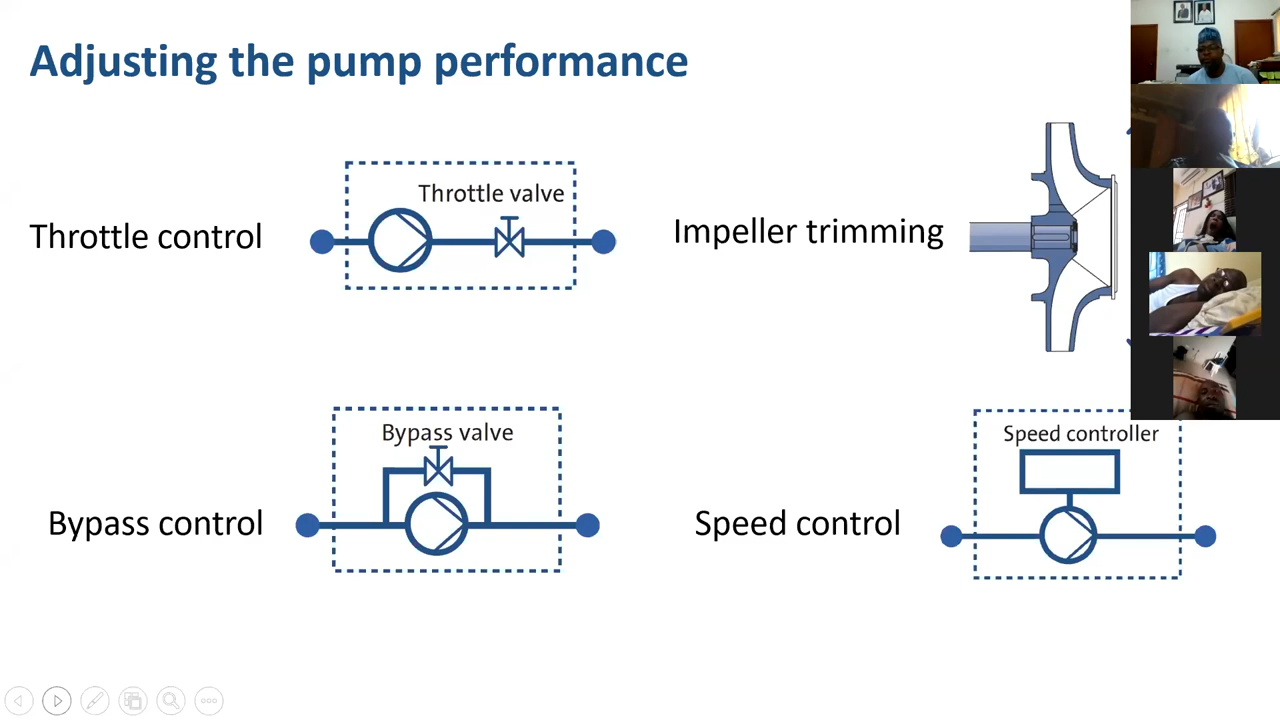 Adjusting the pump performance
Throttle control
Throttle valve
Impeller trimming
Bypass control
Bypass valve
Speed control
Speed controller